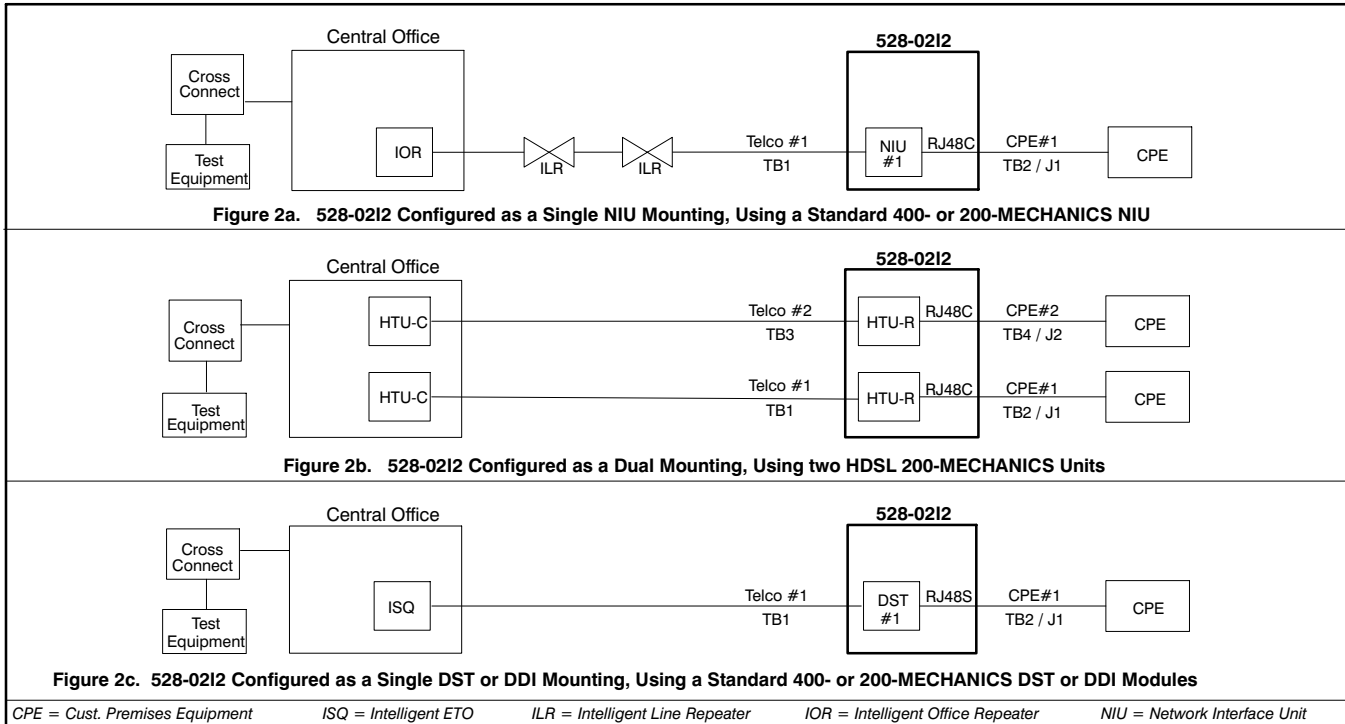 Central Office
528-02I2
Cross
Connect
Test
Equipment
IOR
ILR
ILR
Telco #1
TB1
NIU
#1
RJ48C
CPE#1
TB2 / J1
CPE
Figure 2a. 528-02I2 Configured as a Single NIU Mounting, Using a Standard 400- or 200-MECHANICS NIU
Central Office
528-02I2
Cross
Connect
Test
Equipment
HTU-C
Telco #2
TB3
HTU-R
RJ48C
CPE#2
TB4 / J2
CPE
HTU-C
Telco #1
TB1
HTU-R
RJ48C
CPE#1
TB2 / J1
CPE
Figure 2b. 528-02I2 Configured as a Dual Mounting, Using two HDSL 200-MECHANICS Units
Central Office
528-02I2
Cross
Connect
Test
Equipment
ISQ
Telco #1
TB1
DST
#1
RJ48S
CPE#1
TB2 / J1
CPE
Figure 2c. 528-02I2 Configured as a Single DST or DDI Mounting, Using a Standard 400- or 200-MECHANICS DST or DDI Modules
CPE = Cust. Premises Equipment ISQ = Intelligent ETO ILR = Intelligent Line Repeater IOR = Intelligent Office Repeater NIU = Network Interface Unit